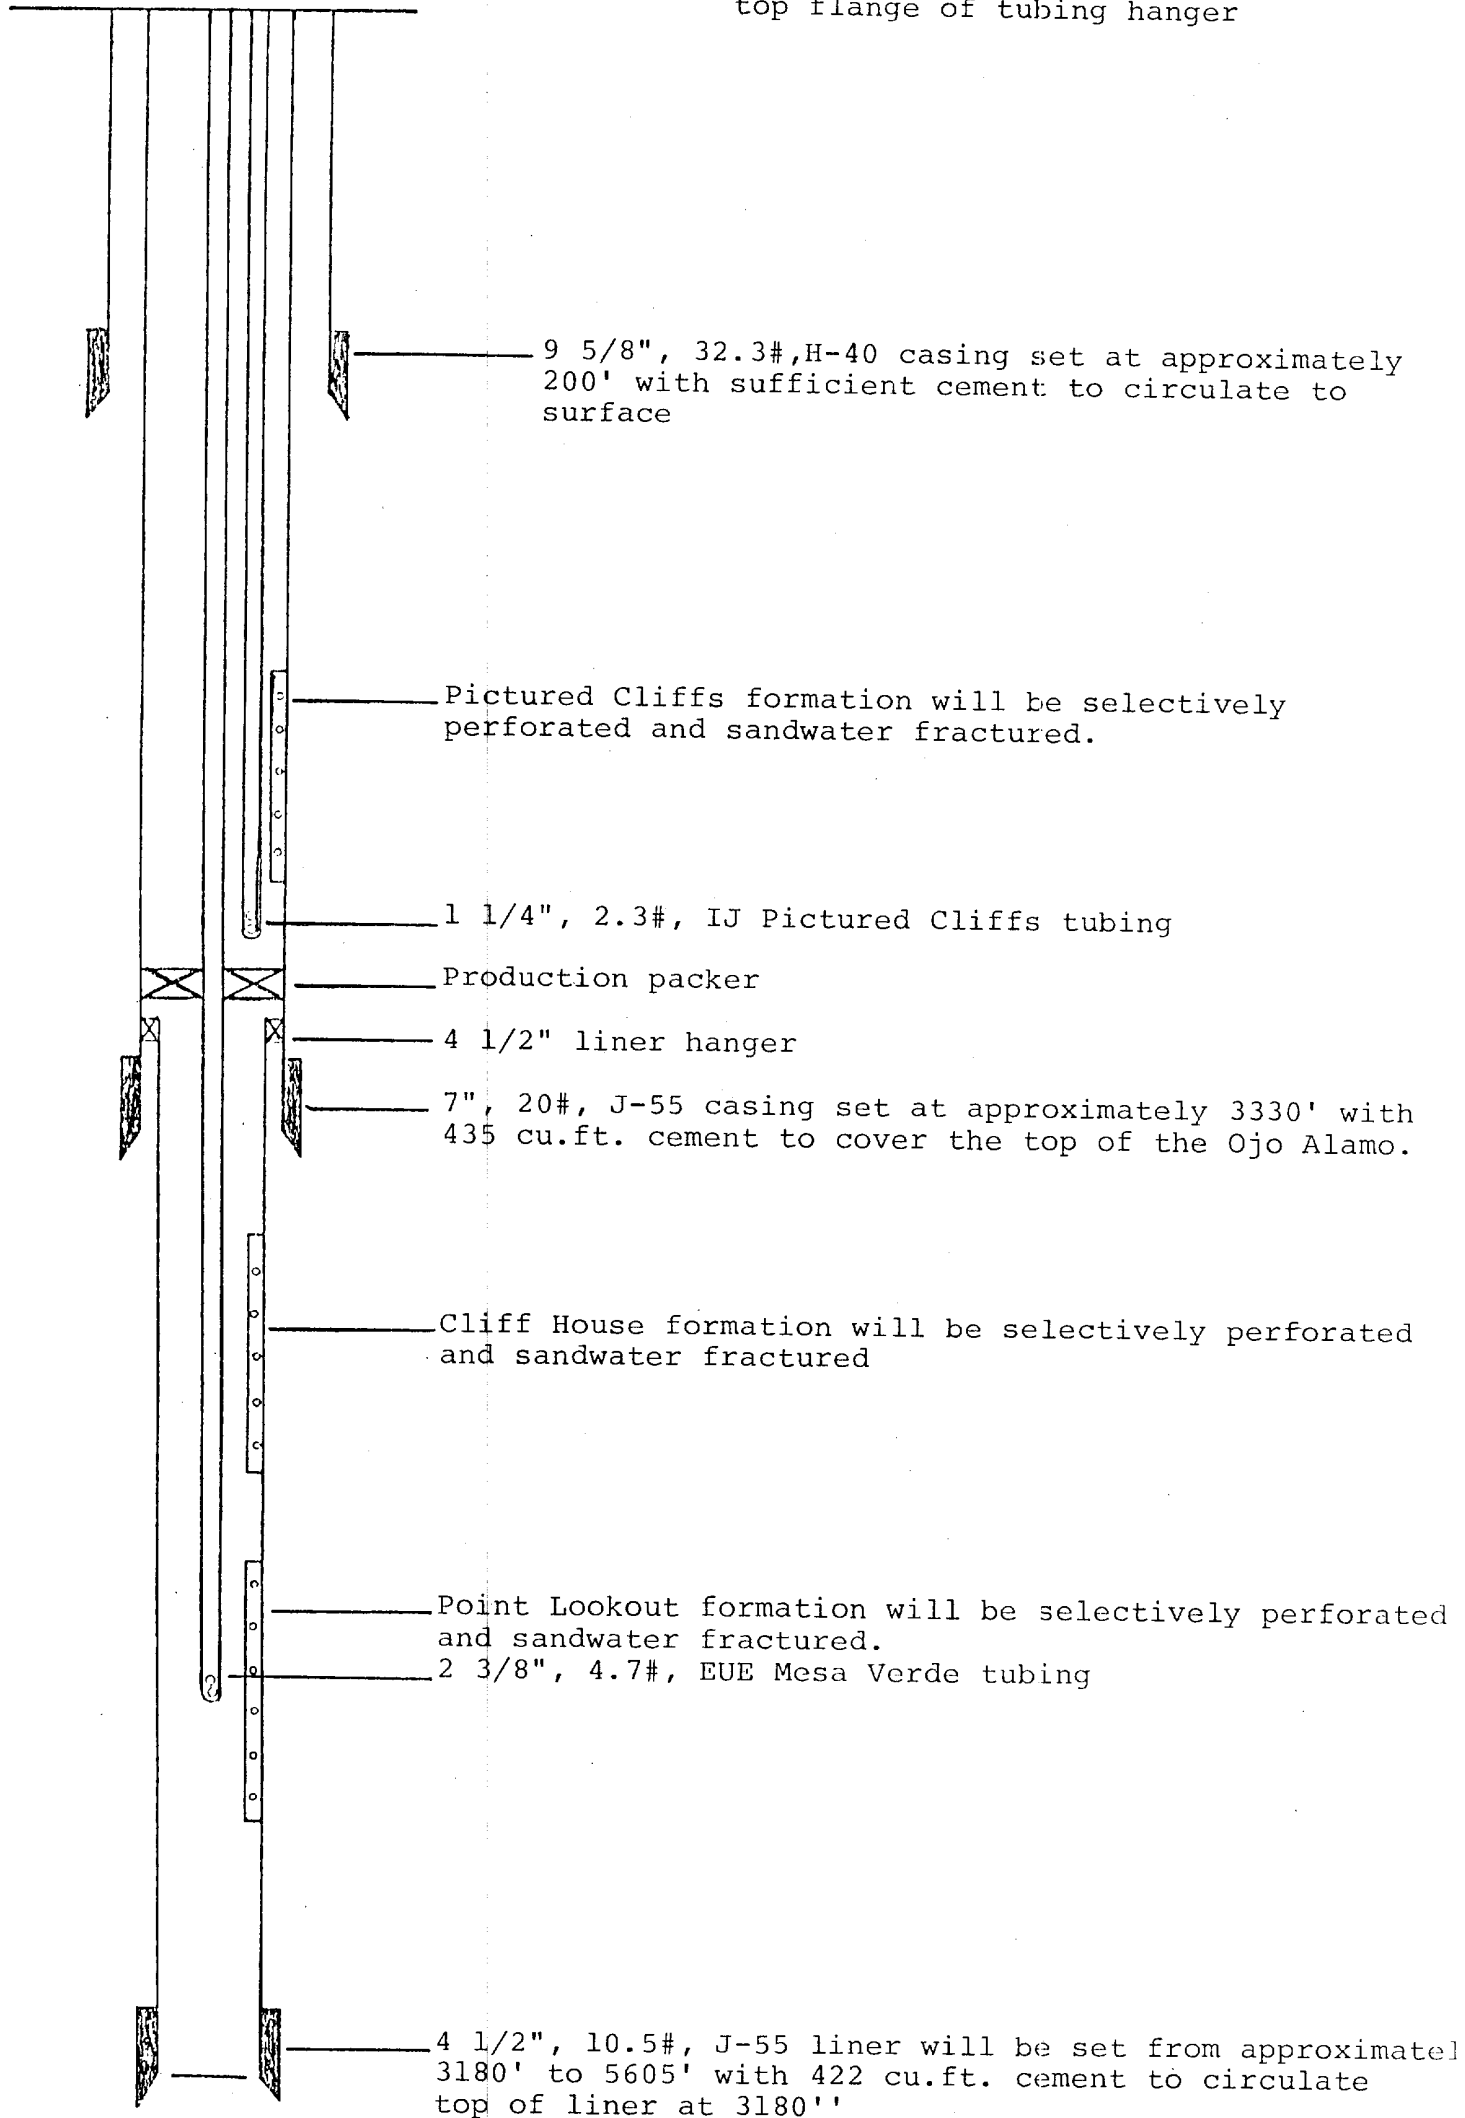 top flange of tubing hanger
9 5/8", 32.3#,H-40 casing set at approximately
200' with sufficient cement to circulate to
surface
Pictured Cliffs formation will be selectively
perforated and sandwater fractured.
1 1/4", 2.3#, IJ Pictured Cliffs tubing
Production packer
4 1/2" liner hanger
7", 20#, J-55 casing set at approximately 3330' with
435 cu.ft. cement to cover the top of the Ojo Alamo.
Cliff House formation will be selectively perforated
and sandwater fractured
Point Lookout formation will be selectively perforated
and sandwater fractured.
2 3/8", 4.7#, EUE Mesa Verde tubing
4 1/2", 10.5#, J-55 liner will be set from approximatel
3180' to 5605' with 422 cu.ft. cement to circulate
top of liner at 3180''